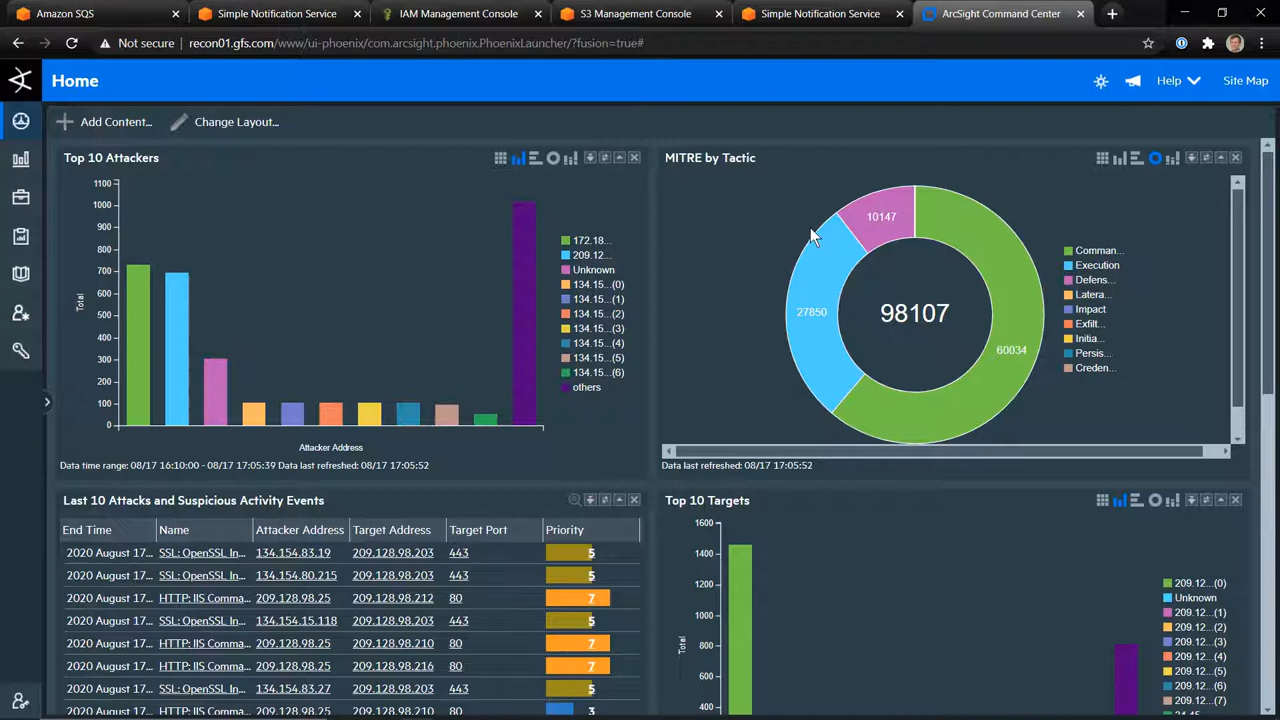 Amazon SQS
Simple Notification Service
IAM Management Console
S3 Management Console
Simple Notification Service
ArcSight Command Center
Not secure
recon01.gfs.com/www/ui-phoenix/com.arcsight.phoenix.PhoenixLauncher/?fusion=true#
Home
Help
Site Map
Add Content...
Change Layout...
Top 10 Attackers
1100
1000
900
800
700
600
500
400
300
200
100
0
Total
Attacker Address
172.18...
209.12...
Unknown
134.15...(0)
134.15...(1)
134.15...(2)
134.15...(3)
134.15...(4)
134.15...(5)
134.15...(6)
others
Data time range: 08/17 16:10:00 - 08/17 17:05:39 Data last refreshed: 08/17 17:05:52
MITRE by Tactic
10147
27850
98107
60034
Comman...
Execution
Defens...
Latera...
Impact
Exfilt...
Initia...
Persis...
Creden...
Data last refreshed: 08/17 17:05:52
Last 10 Attacks and Suspicious Activity Events
End Time Name Attacker Address Target Address Target Port Priority
2020 August 17... SSL: OpenSSL In... 134.154.83.19 209.128.98.203 443 5
2020 August 17... SSL: OpenSSL In... 134.154.80.215 209.128.98.203 443 5
2020 August 17... HTTP: IIS Comma... 209.128.98.25 209.128.98.212 80 7
2020 August 17... SSL: OpenSSL In... 134.154.15.118 209.128.98.203 443 5
2020 August 17... HTTP: IIS Comma... 209.128.98.25 209.128.98.210 80 7
2020 August 17... HTTP: IIS Comma... 209.128.98.25 209.128.98.216 80 7
2020 August 17... SSL: OpenSSL In... 134.154.83.27 209.128.98.203 443 5
2020 August 17... HTTP: IIS Comma... 209.128.98.25 209.128.98.210 80 3
Top 10 Targets
1600
1400
1200
1000
800
600
400
Total
209.12...(0)
Unknown
209.12...(1)
209.12...(2)
209.12...(3)
209.12...(4)
209.12...(5)
209.12...(6)
209.12...(7)